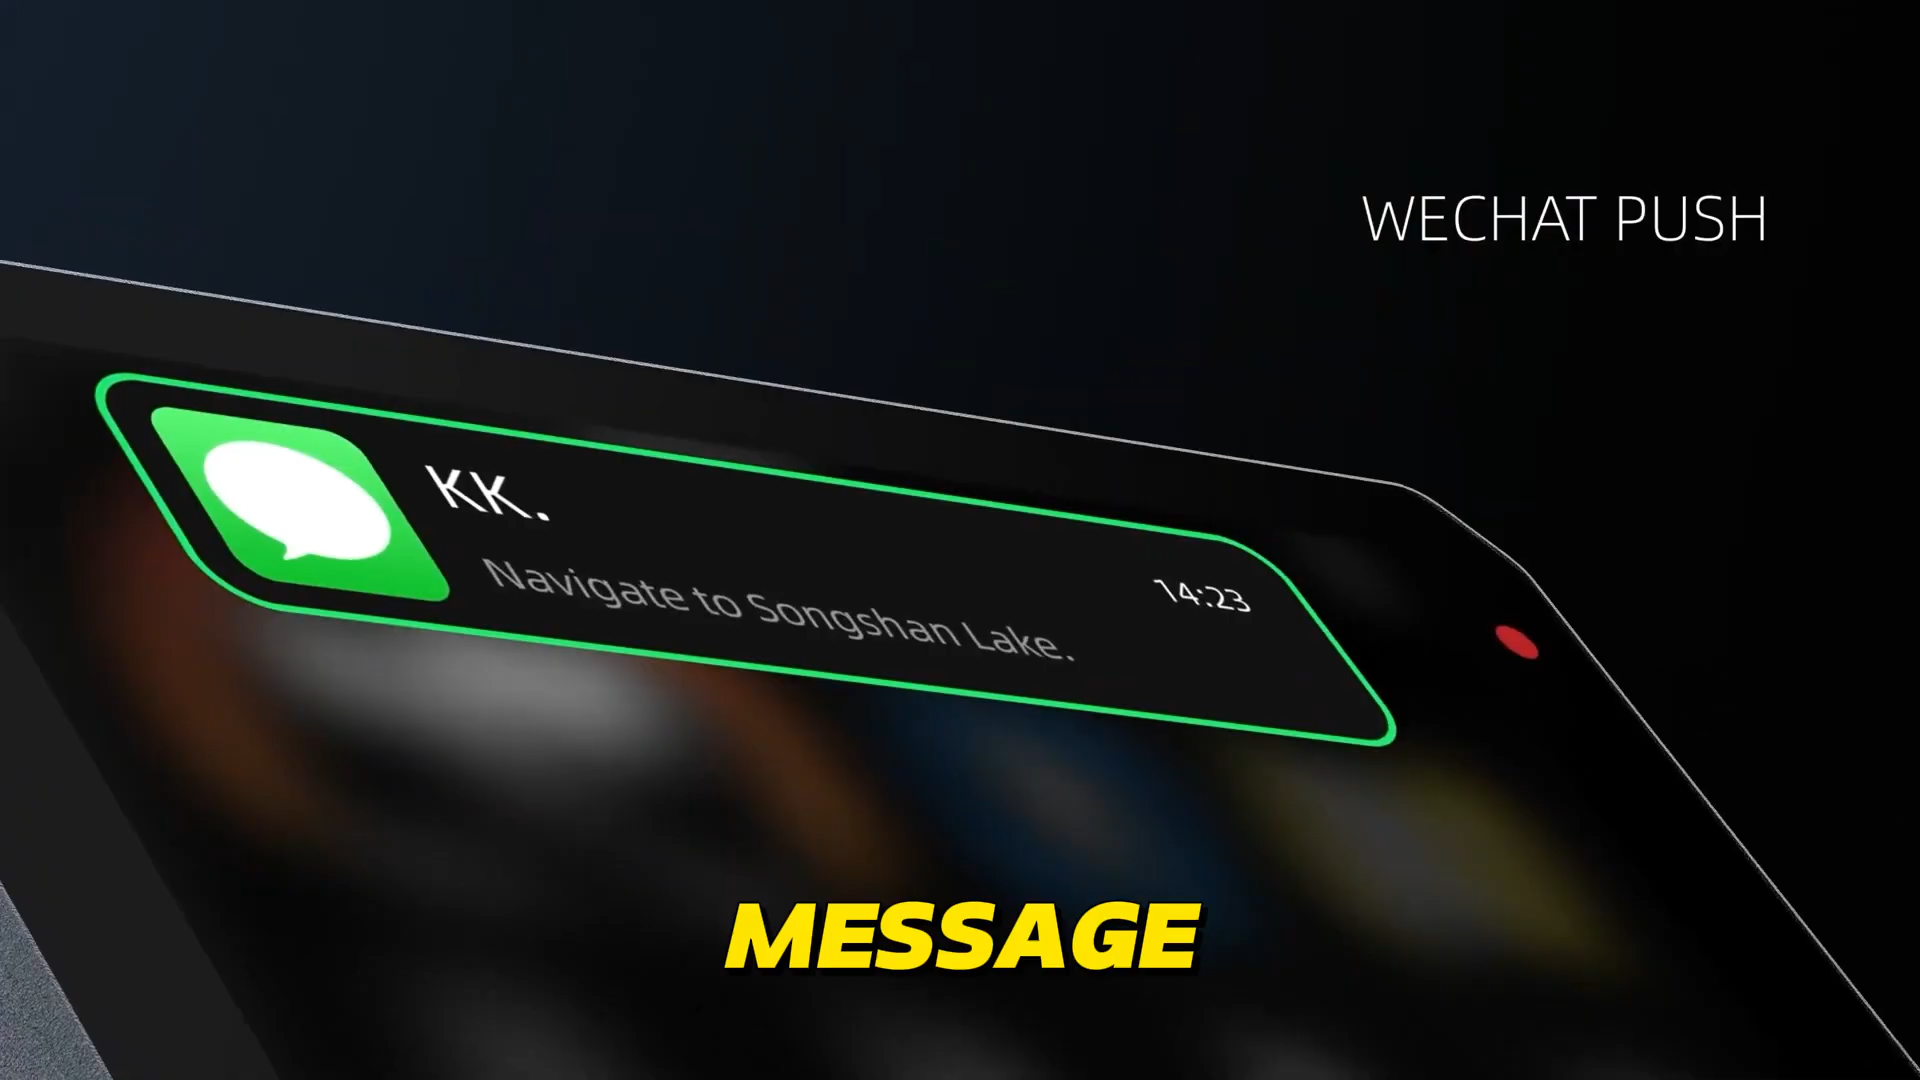 WECHAT PUSH
KK.
Navigate to Songshan Lake.
14:23
MESSAGE